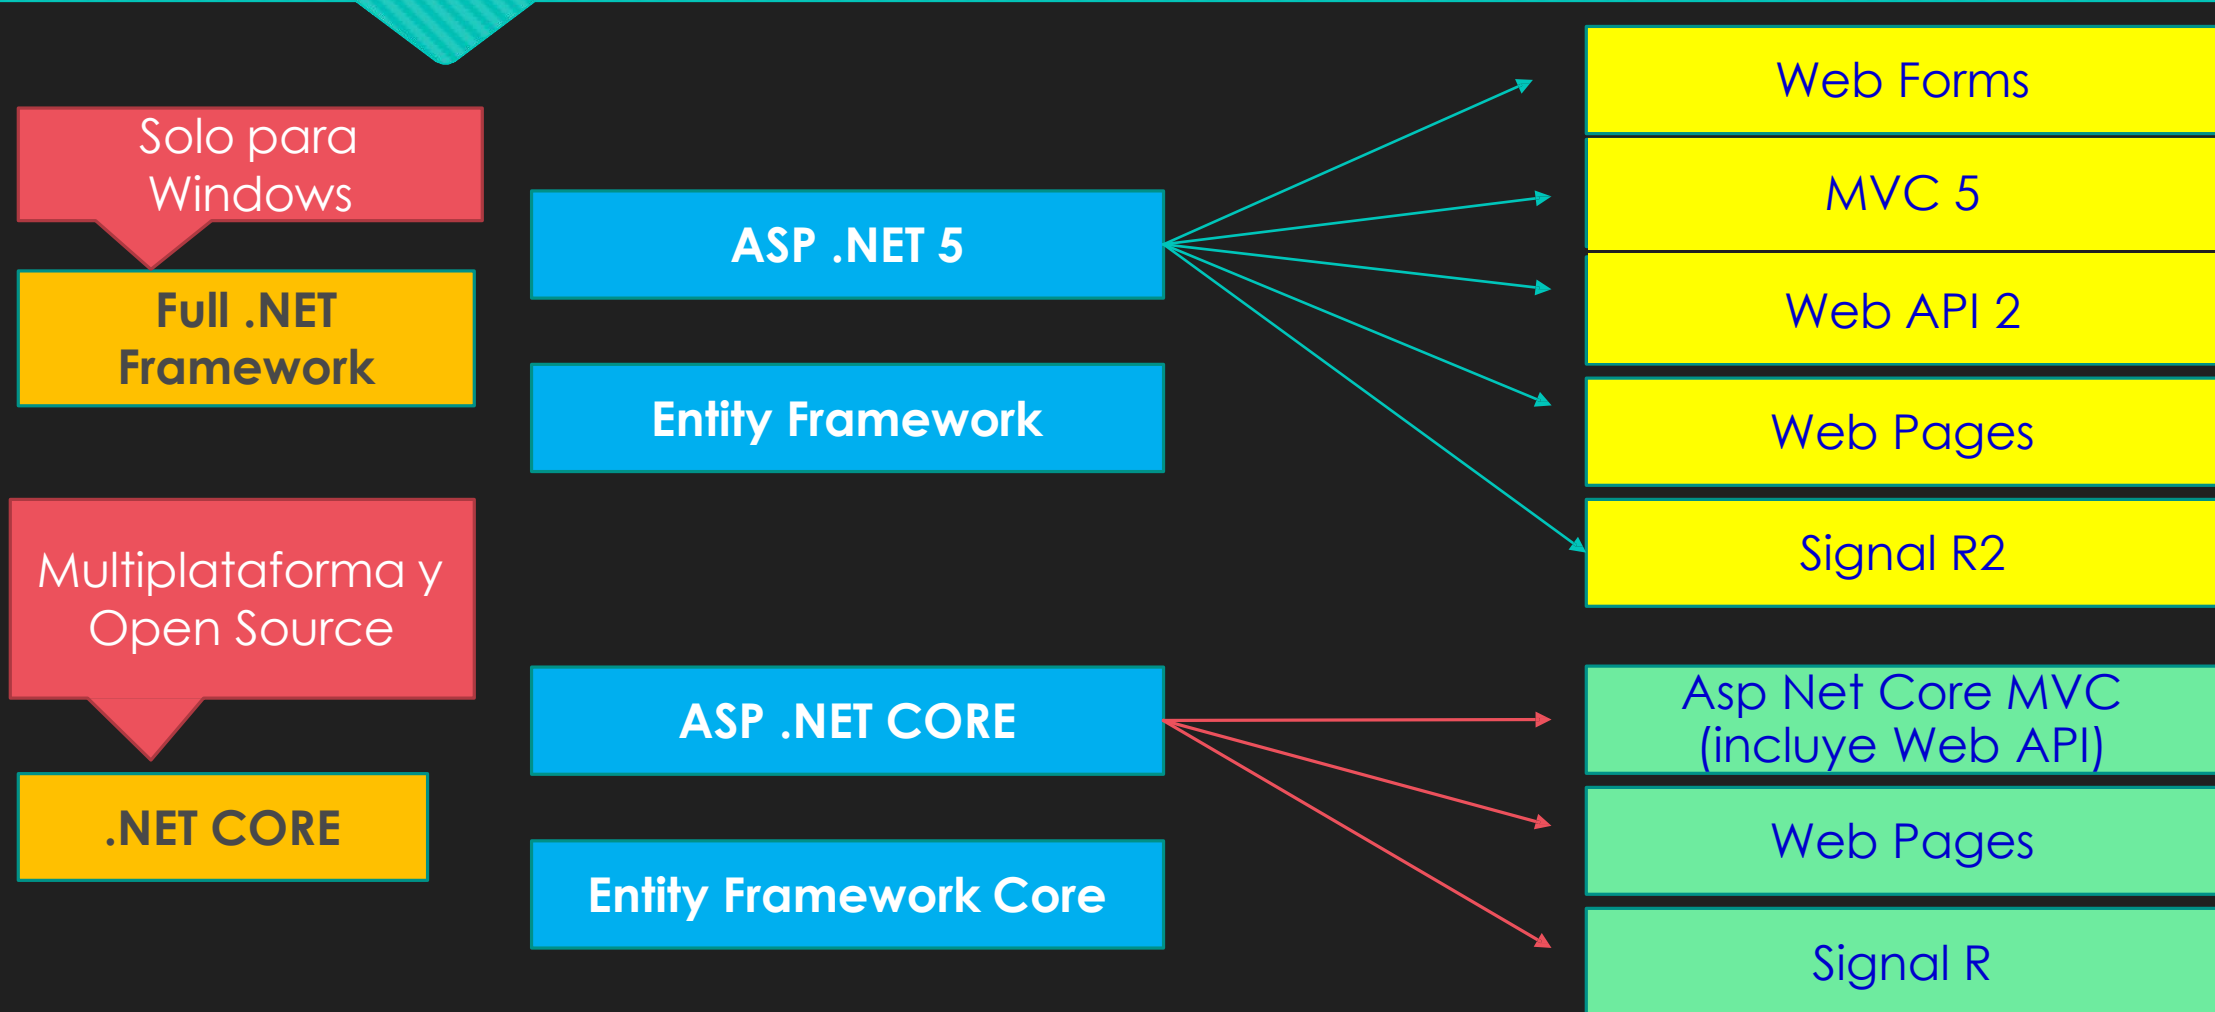 Solo para
Windows
Full .NET
Framework
ASP .NET 5
Entity Framework
Web Forms
MVC 5
Web API 2
Web Pages
Signal R2
Multiplataforma y
Open Source
.NET CORE
ASP .NET CORE
Entity Framework Core
Asp Net Core MVC
(incluye Web API)
Web Pages
Signal R